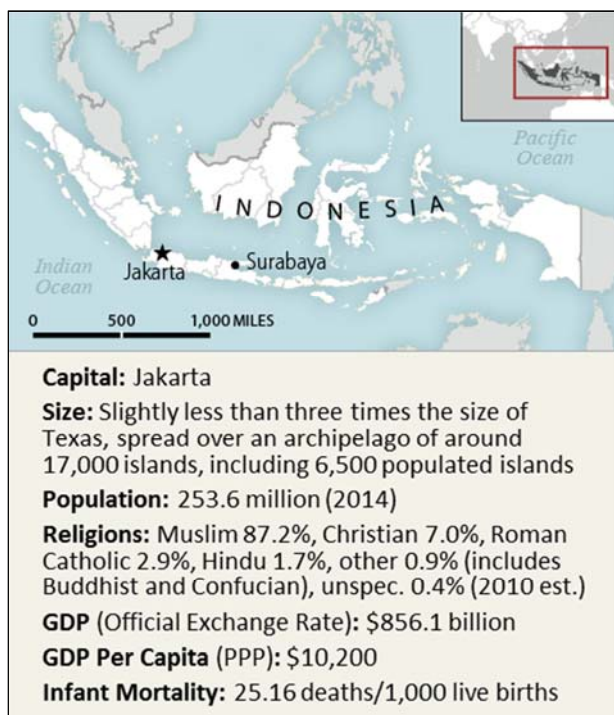 Pacific
Ocean
INDONESIA
Jakarta
Surabaya
Indian
Ocean
0 500 1,000 MILES
Capital: Jakarta
Size: Slightly less than three times the size of
Texas, spread over an archipelago of around
17,000 islands, including 6,500 populated islands
Population: 253.6 million (2014)
Religions: Muslim 87.2%, Christian 7.0%, Roman
Catholic 2.9%, Hindu 1.7%, other 0.9% (includes
Buddhist and Confucian), unspec. 0.4% (2010 est.)
GDP (Official Exchange Rate): $856.1 billion
GDP Per Capita (PPP): $10,200
Infant Mortality: 25.16 deaths/1,000 live births